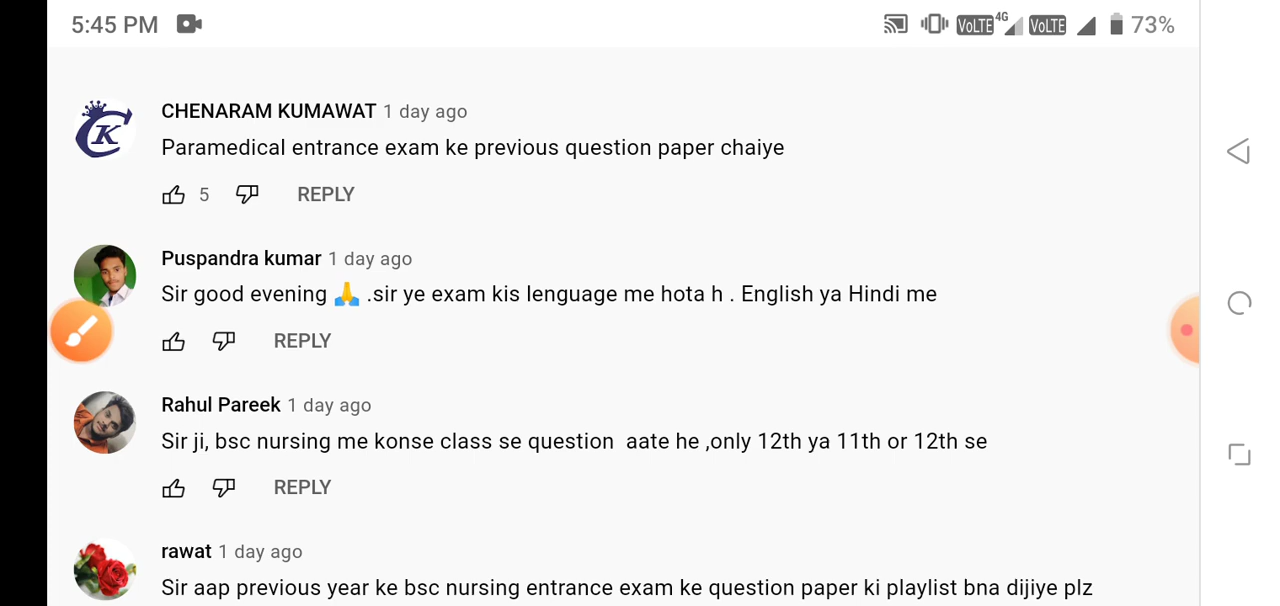 5:45 PM VoLTE 4G VoLTE 73%
CK
CHENARAM KUMAWAT 1 day ago
Paramedical entrance exam ke previous question paper chaiye
5 REPLY
Puspandra kumar 1 day ago
Sir good evening 🙏 .sir ye exam kis lenguage me hota h . English ya Hindi me
REPLY
Rahul Pareek 1 day ago
Sir ji, bsc nursing me konse class se question aate he ,only 12th ya 11th or 12th se
REPLY
rawat 1 day ago
Sir aap previous year ke bsc nursing entrance exam ke question paper ki playlist bna dijiye plz